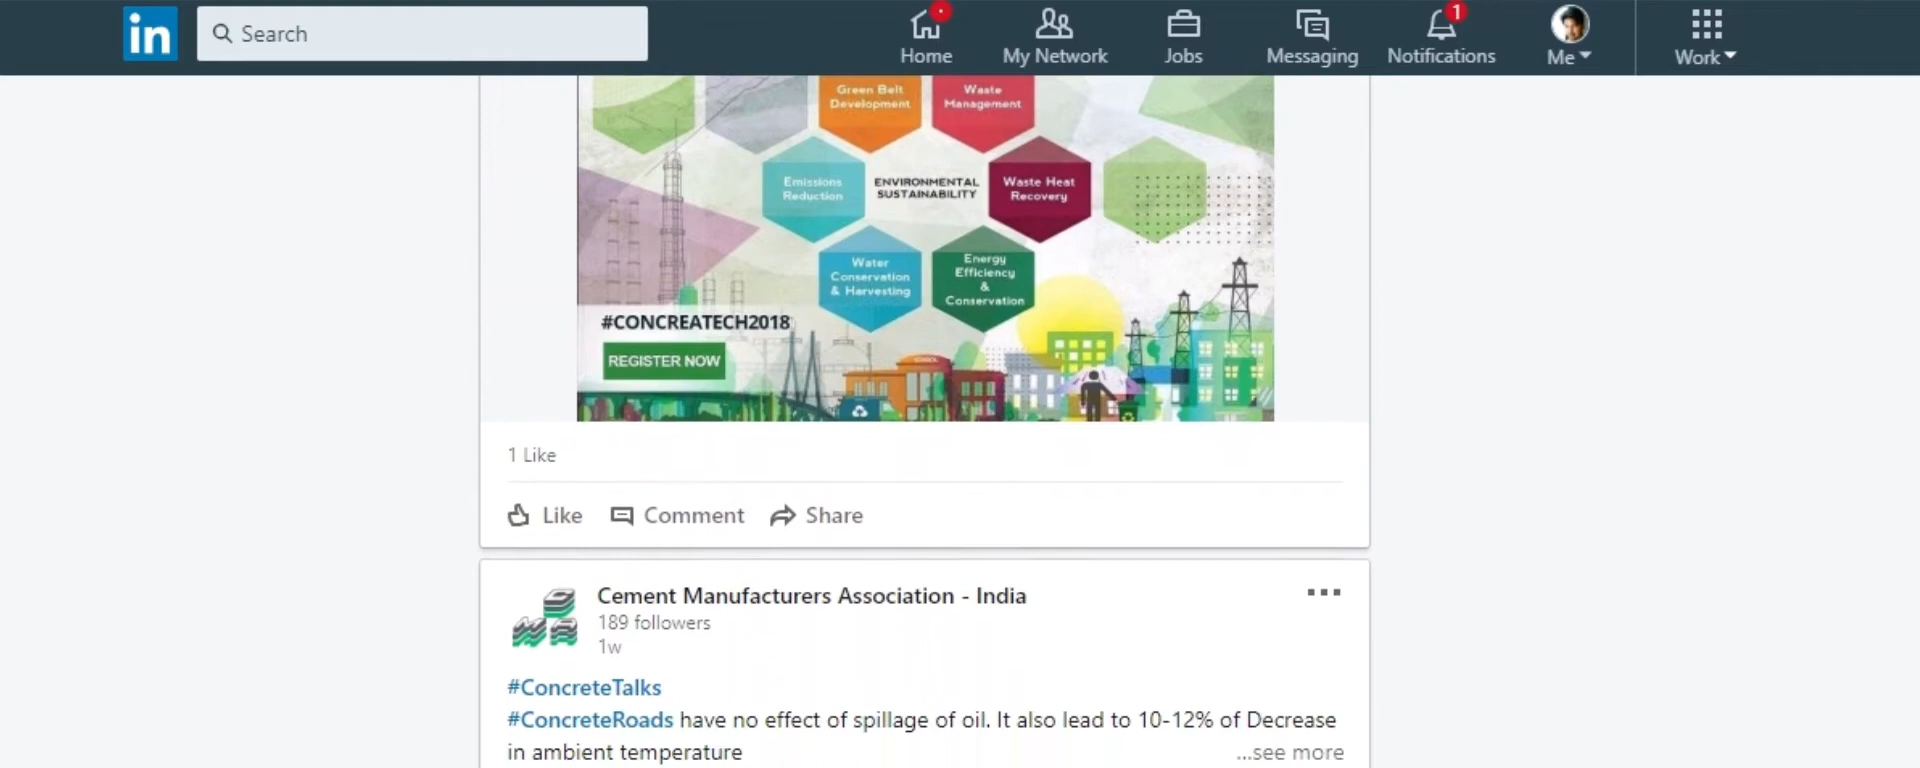 in
Search
Home
My Network
Jobs
Messaging
1
Notifications
Me
Work
Green Belt
Development
Waste
Management
Emissions
Reduction
ENVIRONMENTAL
SUSTAINABILITY
Waste Heat
Recovery
Water
Conservation
& Harvesting
Energy
Efficiency
&
Conservation
#CONCREATECH2018
REGISTER NOW
SCHOOL
1 Like
Like
Comment
Share
Cement Manufacturers Association - India
189 followers
1w
#ConcreteTalks
#ConcreteRoads have no effect of spillage of oil. It also lead to 10-12% of Decrease
in ambient temperature
...see more